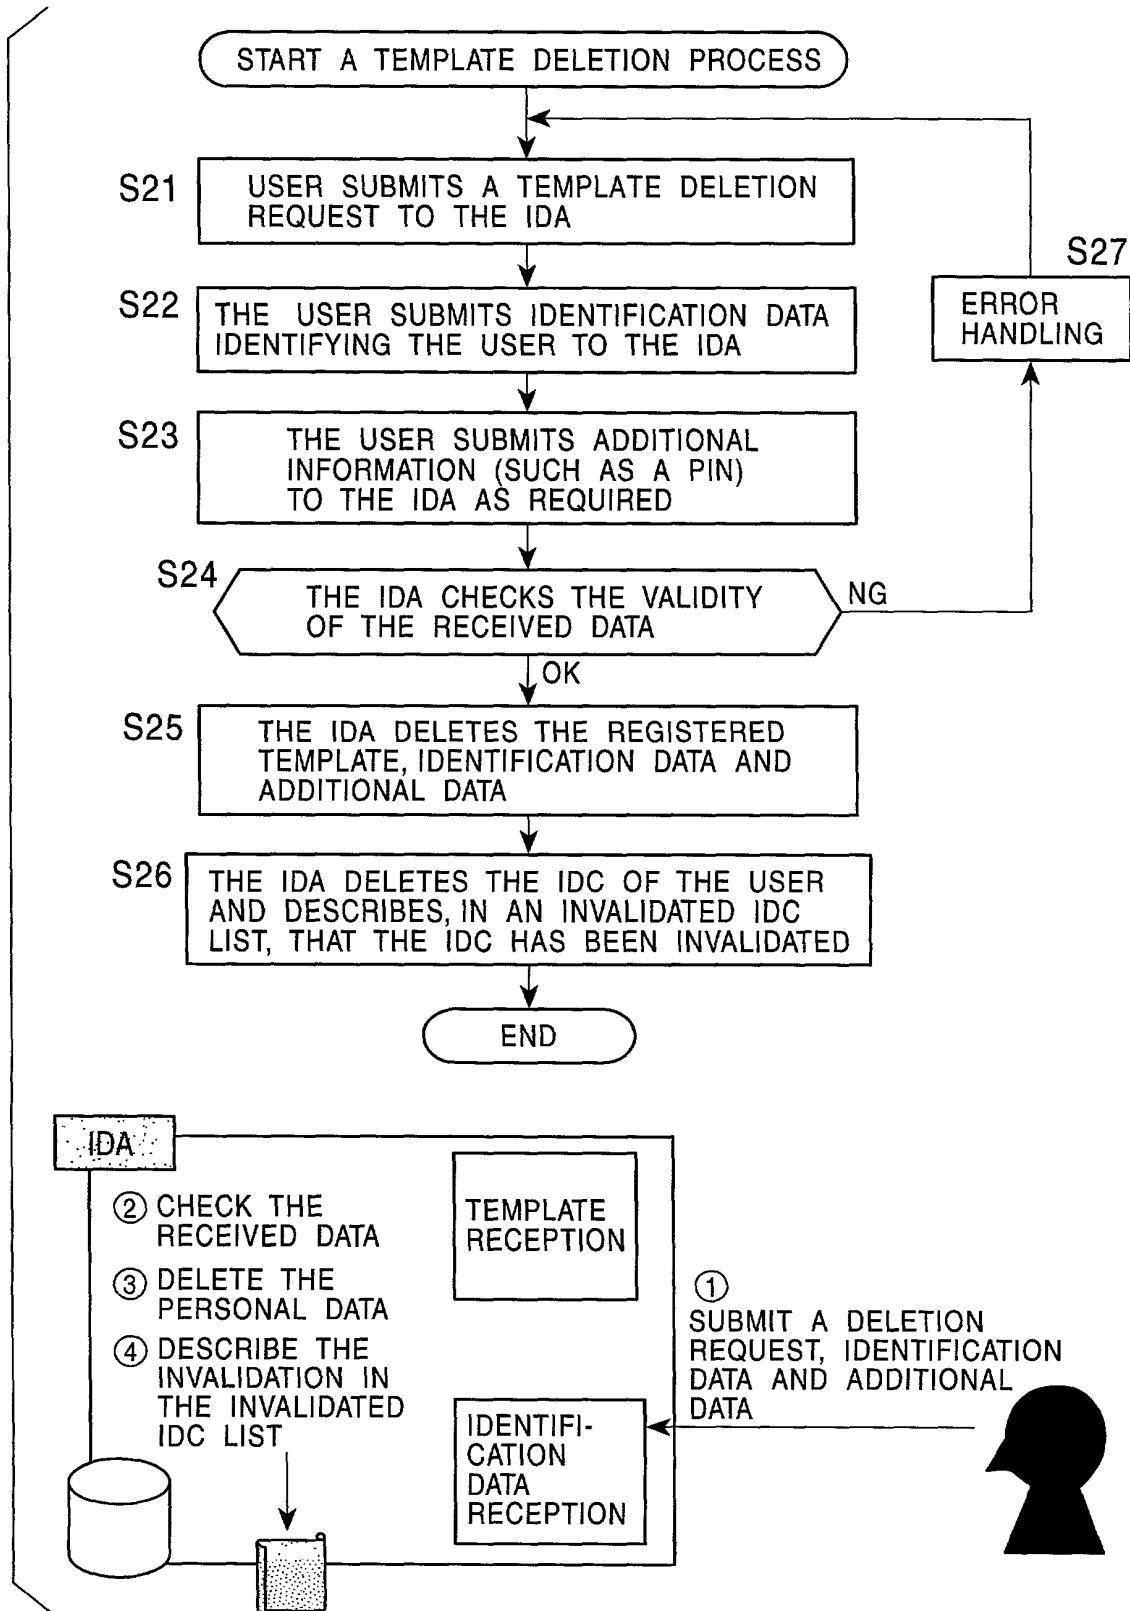 START A TEMPLATE DELETION PROCESS
S21
USER SUBMITS A TEMPLATE DELETION
REQUEST TO THE IDA
S27
ERROR
HANDLING
S22
THE USER SUBMITS IDENTIFICATION DATA
IDENTIFYING THE USER TO THE IDA
S23
THE USER SUBMITS ADDITIONAL
INFORMATION (SUCH AS A PIN)
TO THE IDA AS REQUIRED
S24
THE IDA CHECKS THE VALIDITY
OF THE RECEIVED DATA
NG
OK
S25
THE IDA DELETES THE REGISTERED
TEMPLATE, IDENTIFICATION DATA AND
ADDITIONAL DATA
S26
THE IDA DELETES THE IDC OF THE USER
AND DESCRIBES, IN AN INVALIDATED IDC
LIST, THAT THE IDC HAS BEEN INVALIDATED
END
IDA
② CHECK THE
RECEIVED DATA
③ DELETE THE
PERSONAL DATA
④ DESCRIBE THE
INVALIDATION IN
THE INVALIDATED
IDC LIST
TEMPLATE
RECEPTION
①
SUBMIT A DELETION
REQUEST, IDENTIFICATION
DATA AND ADDITIONAL
DATA
IDENTIFI-
CATION
DATA
RECEPTION